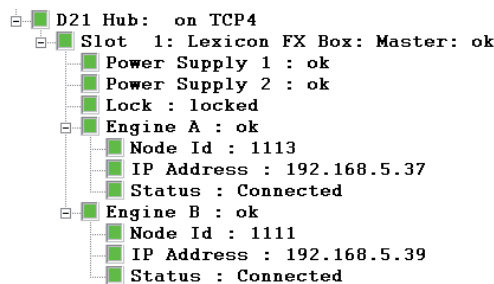 D21 Hub:  on TCP4
Slot  1: Lexicon FX Box: Master: ok
Power Supply 1 : ok
Power Supply 2 : ok
Lock : locked
Engine A : ok
Node Id : 1113
IP Address : 192.168.5.37
Status : Connected
Engine B : ok
Node Id : 1111
IP Address : 192.168.5.39
Status : Connected